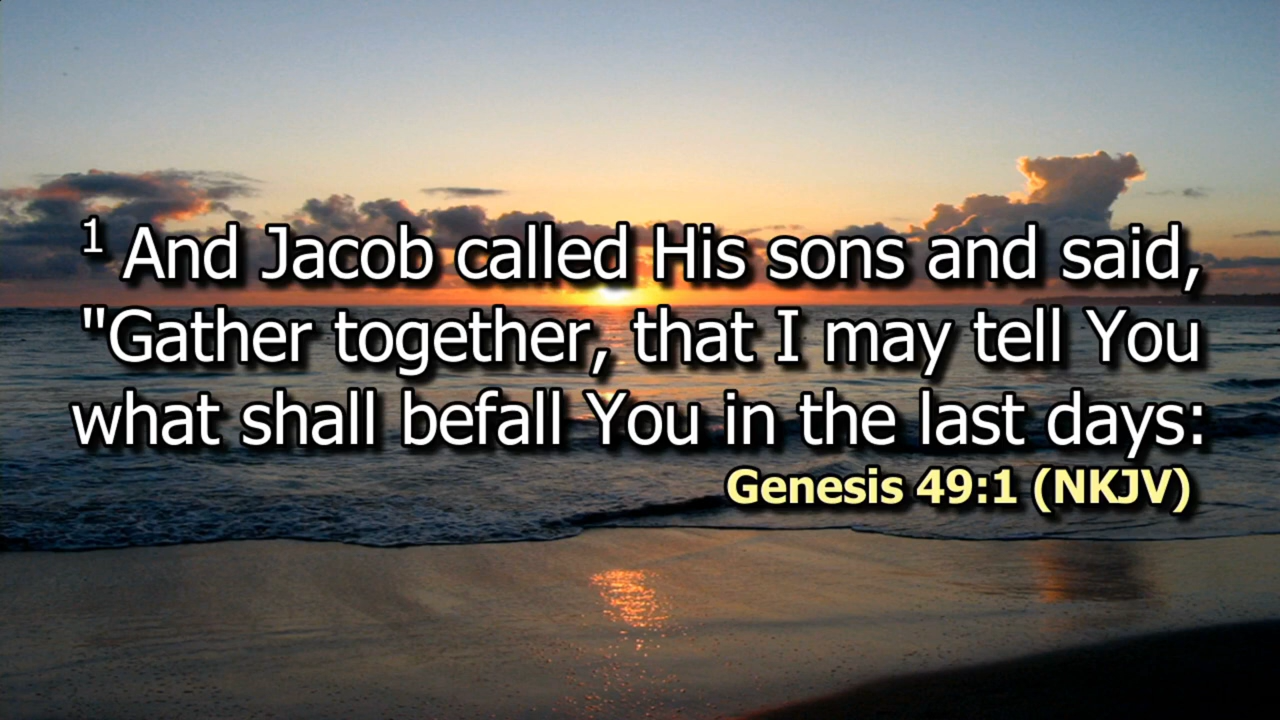 1 And Jacob called His sons and said,
"Gather together, that I may tell You
what shall befall You in the last days:
Genesis 49:1 (NKJV)